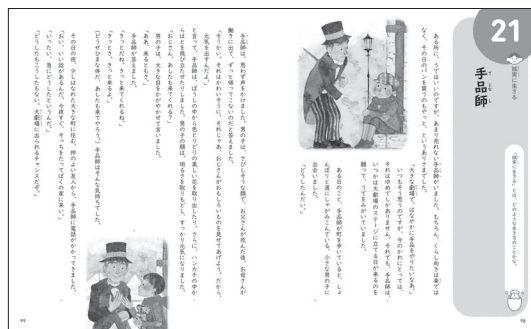 21
誠実に生きる
手品師
て じな し
「誠実に生きる」とは、どのような生き方のことかな。
ある所に、うではいいのですが、あまり売れない手品師がいました。もちろん、くらし向きは楽ではなく、その日のパンを買うのもやっと、というありさまでした。
「大きな劇場で、はなやかに手品をやりたいなあ。」
いつもそう思うのですが、今のかれにとっては、それはゆめでしかありません。それでも、手品師は、いつかは大劇場のステージに立てる日が来るのを願って、うでをみがいていました。
ある日のこと、手品師が町を歩いていますと、しょんぼりと道にしゃがみこんでいる、小さな男の子に出会いました。
「どうしたんだい。」
98
手品師は、思わず声をかけました。男の子は、さびしそうな顔で、お父さんが死んだ後、お母さんが働きに出て、ずっと帰ってこないのだと答えました。
「そうかい。それはかわいそうに。それじゃあ、おじさんがおもしろいものを見せてあげよう。だから、元気を出すんだよ。」
と言って、手品師は、ぼうしの中から色とりどりの美しい花を取り出したり、さらに、ハンカチの中からはとを飛び立たせたりしました。男の子の顔は、明るさを取りもどし、すっかり元気になりました。
「おじさん、あしたも来てくれる?」
男の子は、大きな目をかがやかせて言いました。
「ああ、来るともさ。」
手品師が答えました。
「きっとだね。きっと来てくれるね。」
「きっとさ。きっと来るよ。」
(どうせひまな体だ、あしたも来てやろう。)手品師はそんな気持ちでした。
その日の夜、少しはなれた大きな町に住む、仲のよい友人から、手品師に電話がかかってきました。
「おい、いい話があるんだ。今夜すぐ、そっちをたってぼくの家に来い。」
「いったい、急にどうしたというんだ。」
「どうしたもこうしたもない。大劇場に出られるチャンスだぞ。」
99